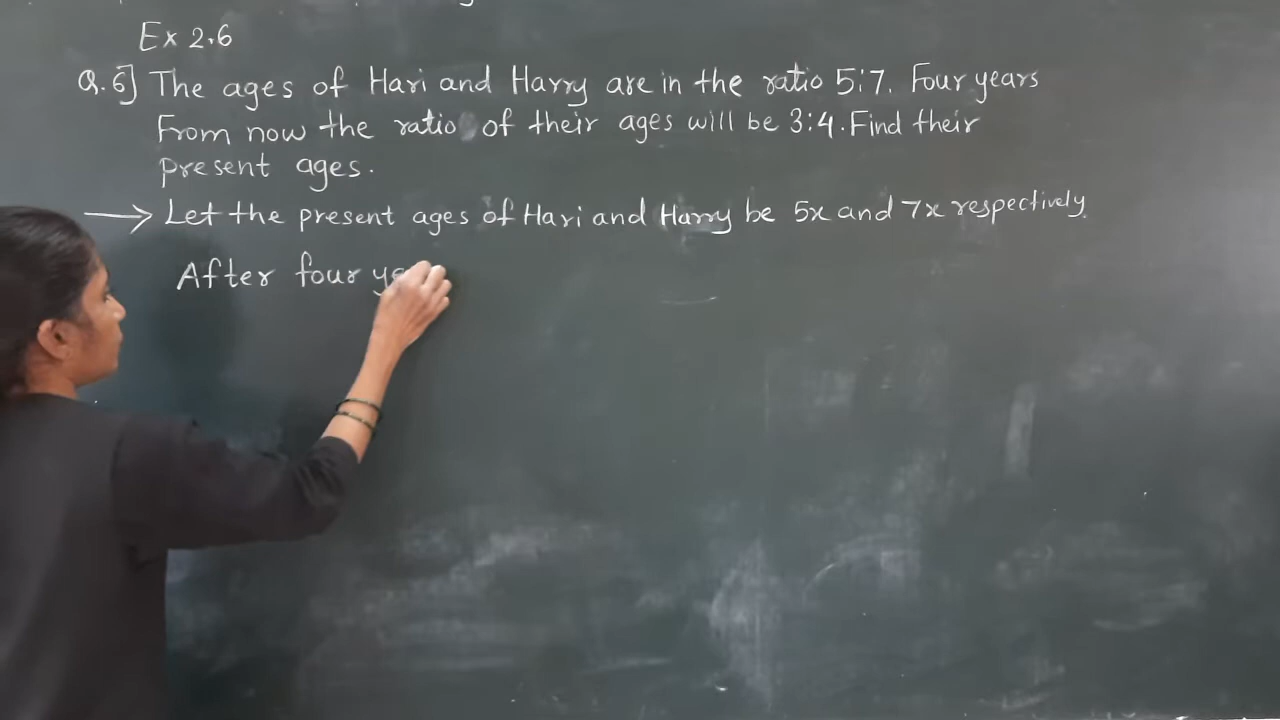 Ex 2.6
Q.6] The ages of Hari and Harry are in the ratio 5:7. Four years
From now the ratio of their ages will be 3:4. Find their
present ages.
→ Let the present ages of Hari and Harry be 5x and 7x respectively.
After four